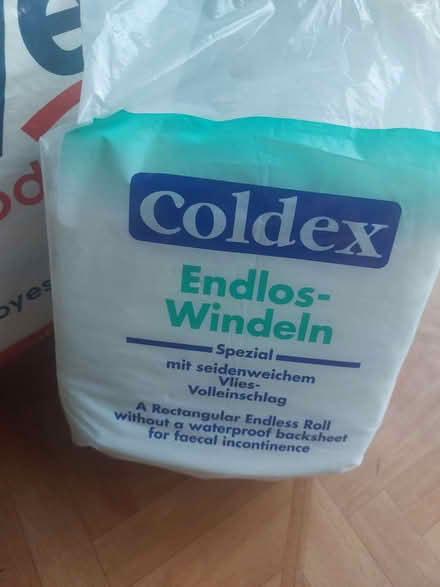 coldex
Endlos-
Windeln
Spezial
mit seidenweichem
Vlies-
Volleinschlag
A Rectangular Endless Roll
without a waterproof backsheet
for faecal incontinence